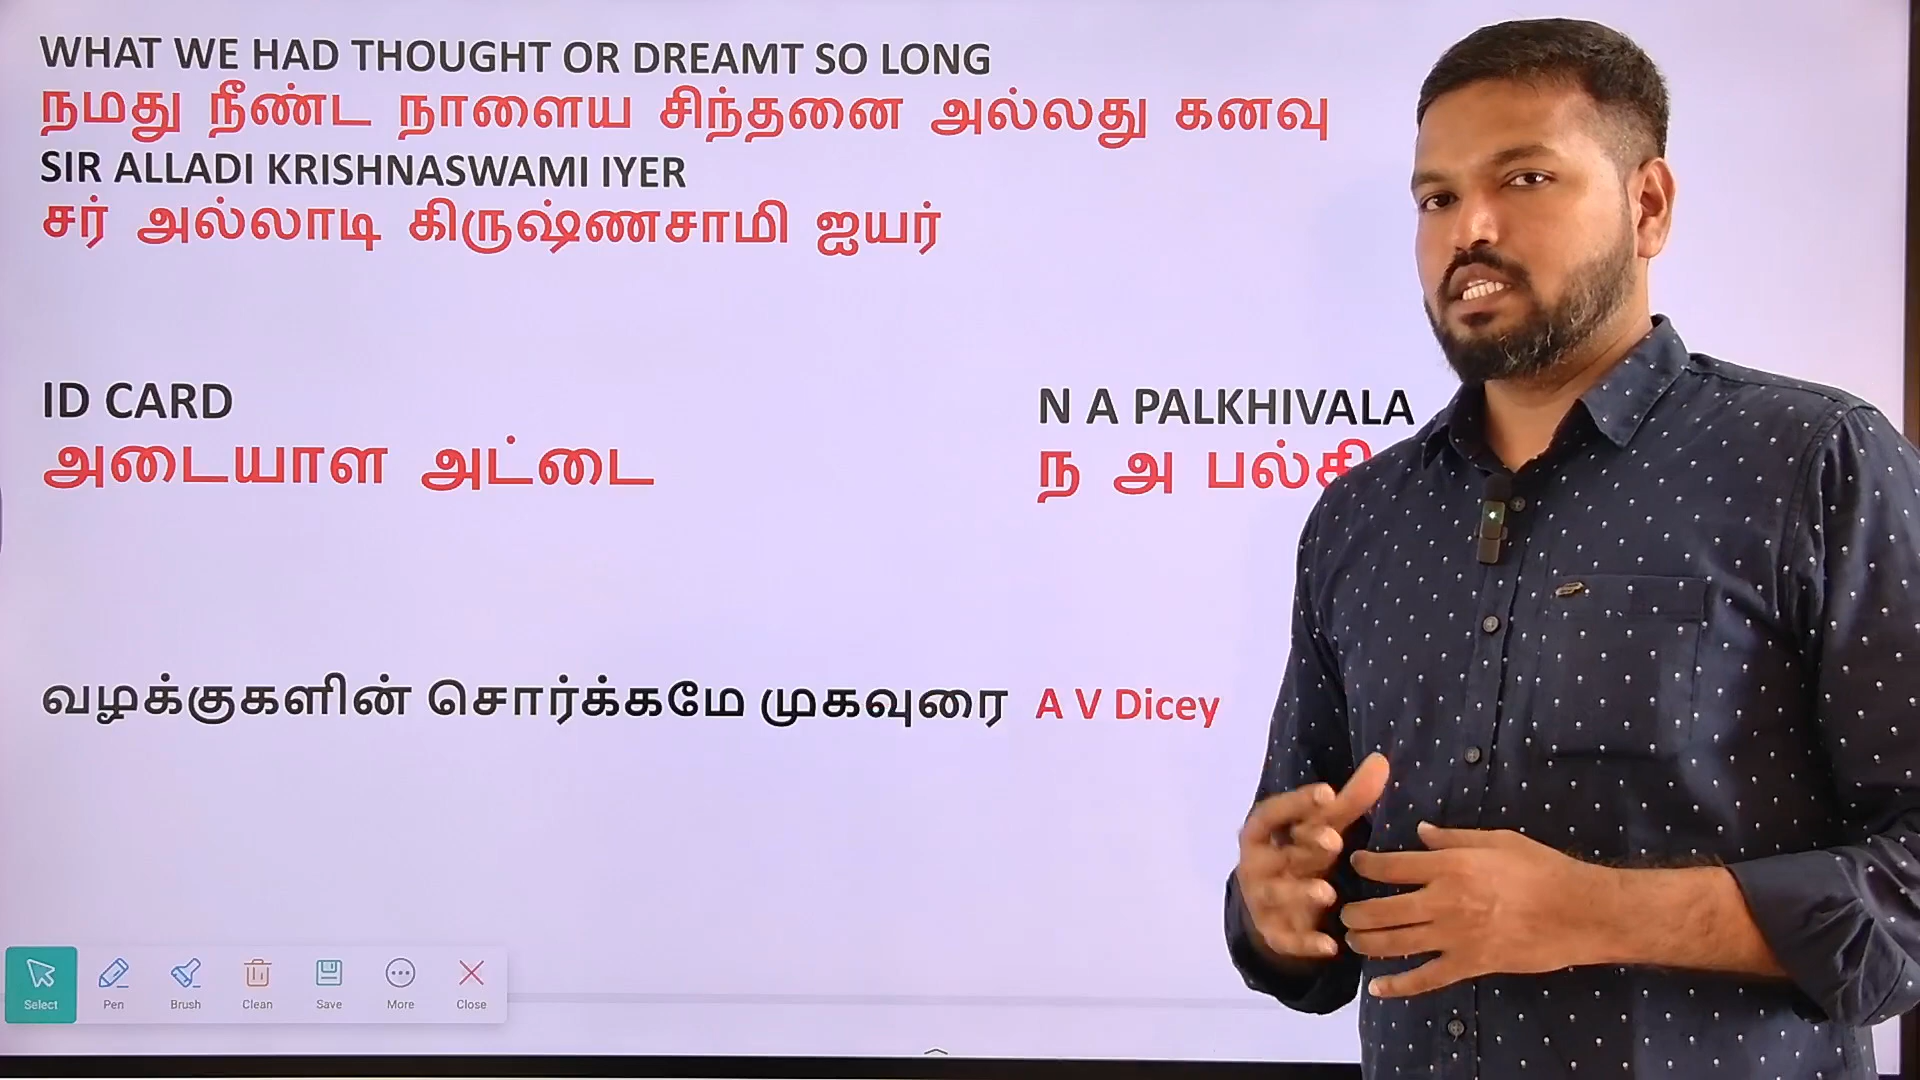 WHAT WE HAD THOUGHT OR DREAMT SO LONG
நமது நீண்ட நாளைய சிந்தனை அல்லது கனவு
SIR ALLADI KRISHNASWAMI IYER
சர் அல்லாடி கிருஷ்ணசாமி ஐயர்
ID CARD
அடையாள அட்டை
N A PALKHIVALA
ந அ
வழக்குகளின் சொர்க்கமே முகவுரை A V Dicey
Select Pen Brush Clean Save More Close